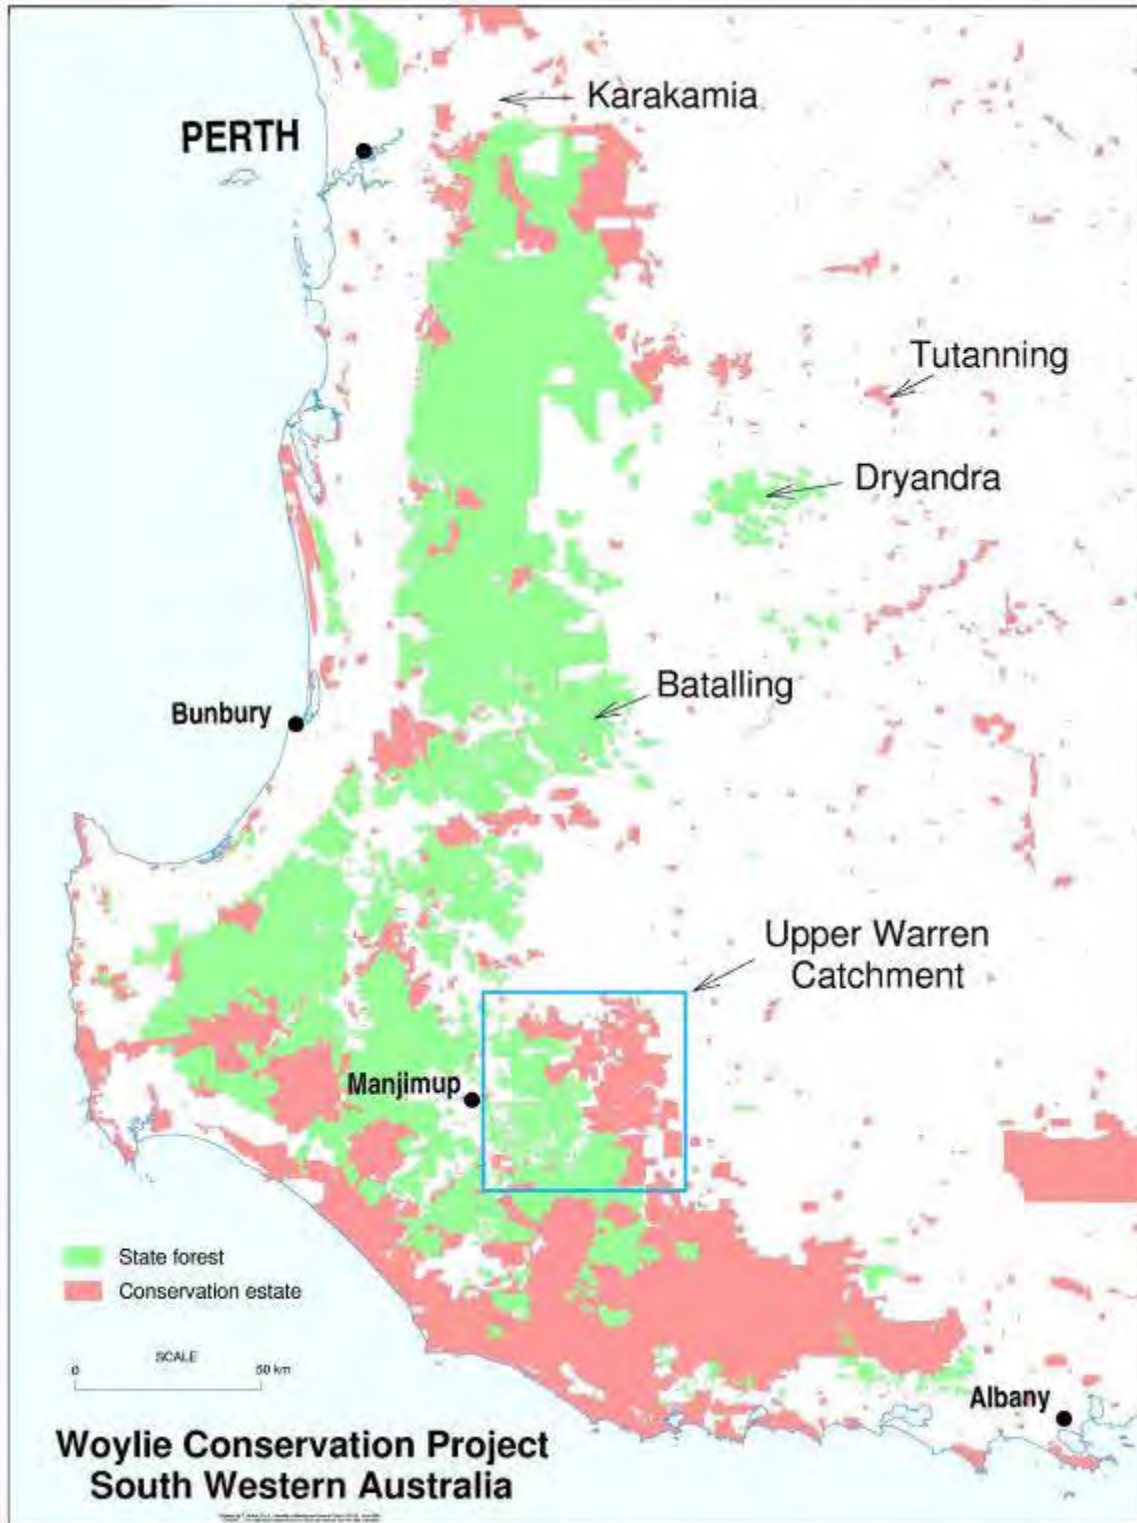 Karakamia
PERTH
Tutanning
Dryandra
Batalling
Bunbury
Upper Warren
Catchment
Manjimup
State forest
Conservation estate
SCALE
0 50 km
Albany
Woylie Conservation Project
South Western Australia